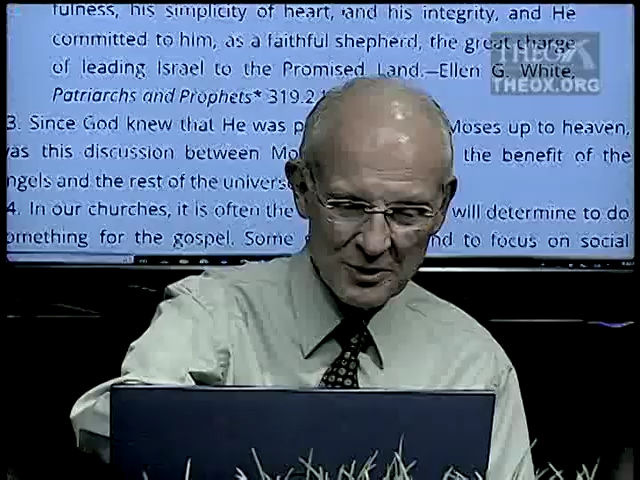 fulness, his simplicity of heart, and his integrity, and He
committed to him, as a faithful shepherd, the great charge
of leading Israel to the Promised Land.—Ellen G. White,
Patriarchs and Prophets* 319.2
3. Since God knew that He was Moses up to heaven,
was this discussion between the benefit of the
ngels and the rest of the univers
4. In our churches, it is often the will determine to do
omething for the gospel. Some to focus on social
THEOX
THEOX.ORG